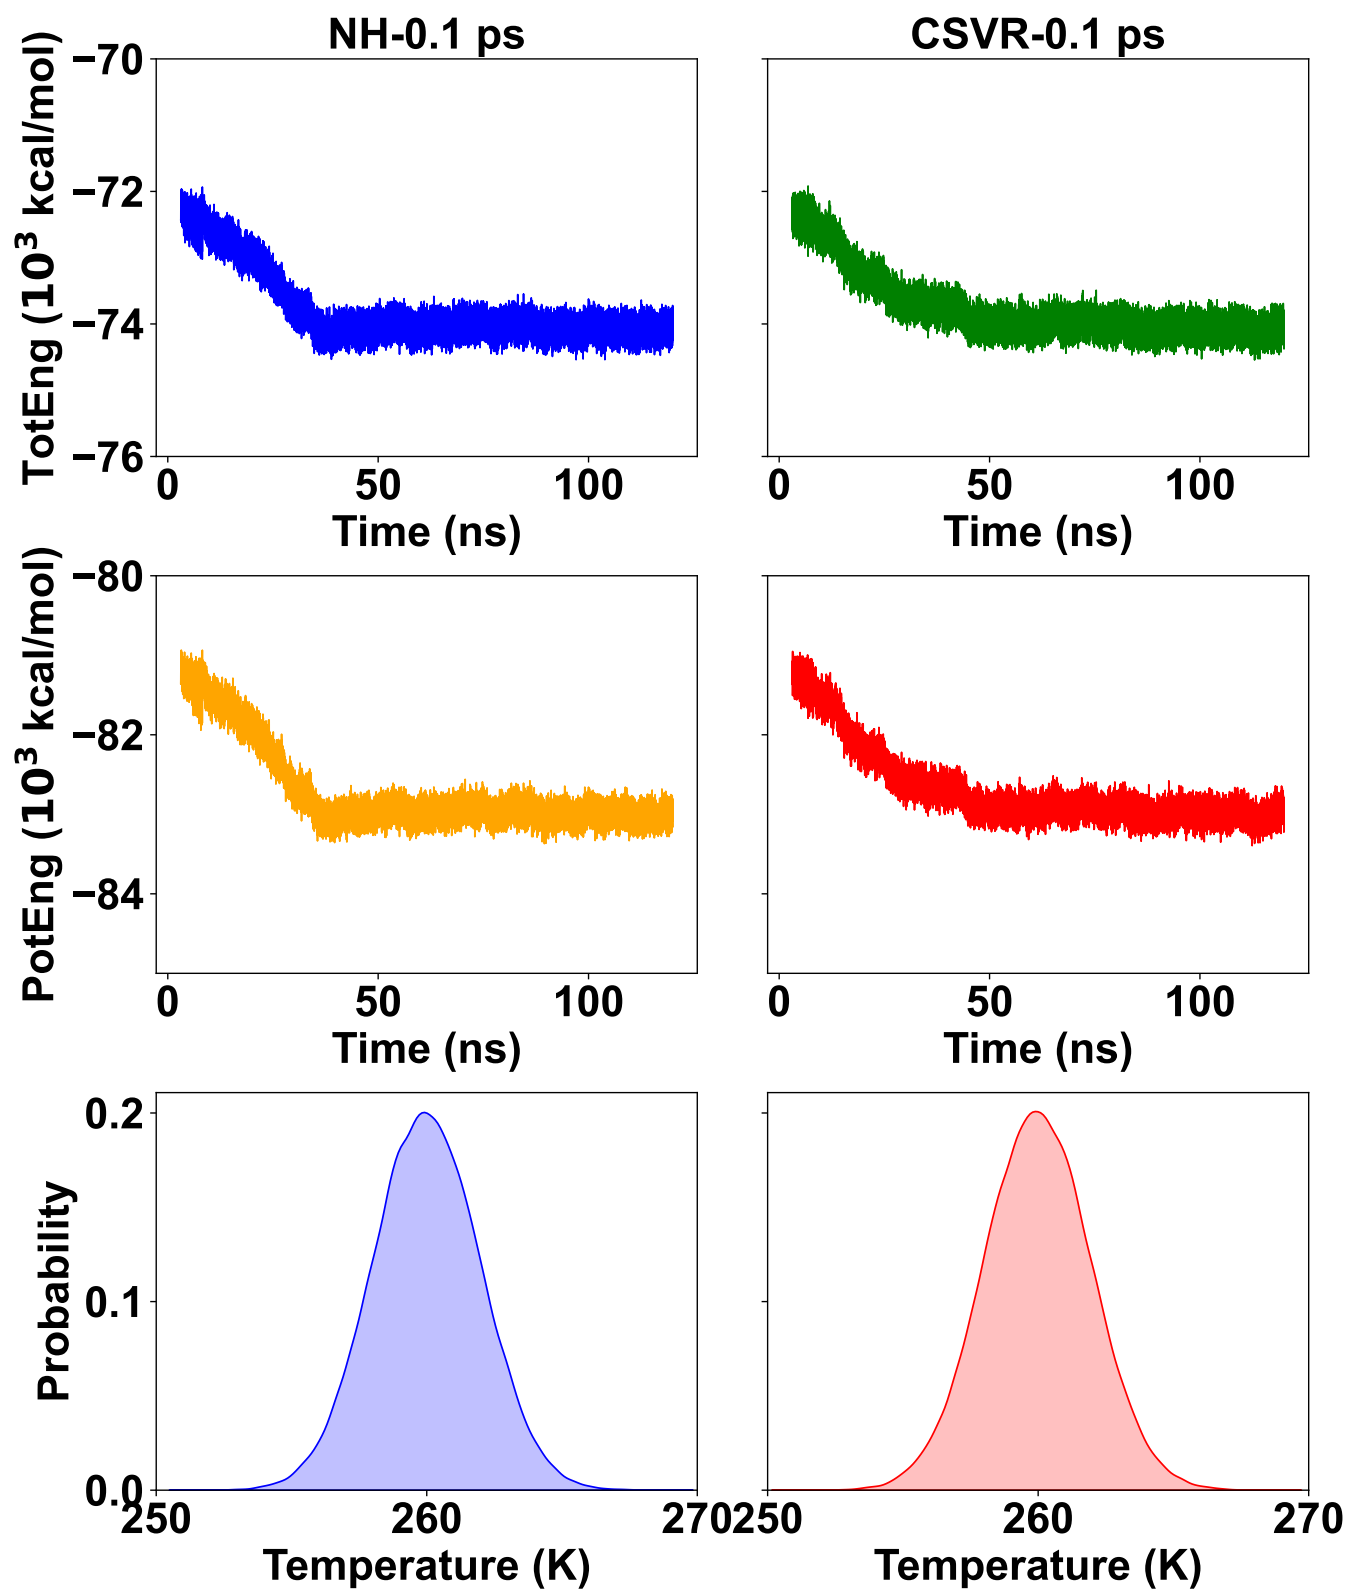 NH-0.1 ps
CSVR-0.1 ps
TotEng (10³ kcal/mol)
−70
−72
−74
−76
0
50
100
0
50
100
Time (ns)
Time (ns)
PotEng (10³ kcal/mol)
−80
−82
−84
0
50
100
0
50
100
Time (ns)
Time (ns)
Probability
0.2
0.1
0.0
250
260
270
250
260
270
Temperature (K)
Temperature (K)